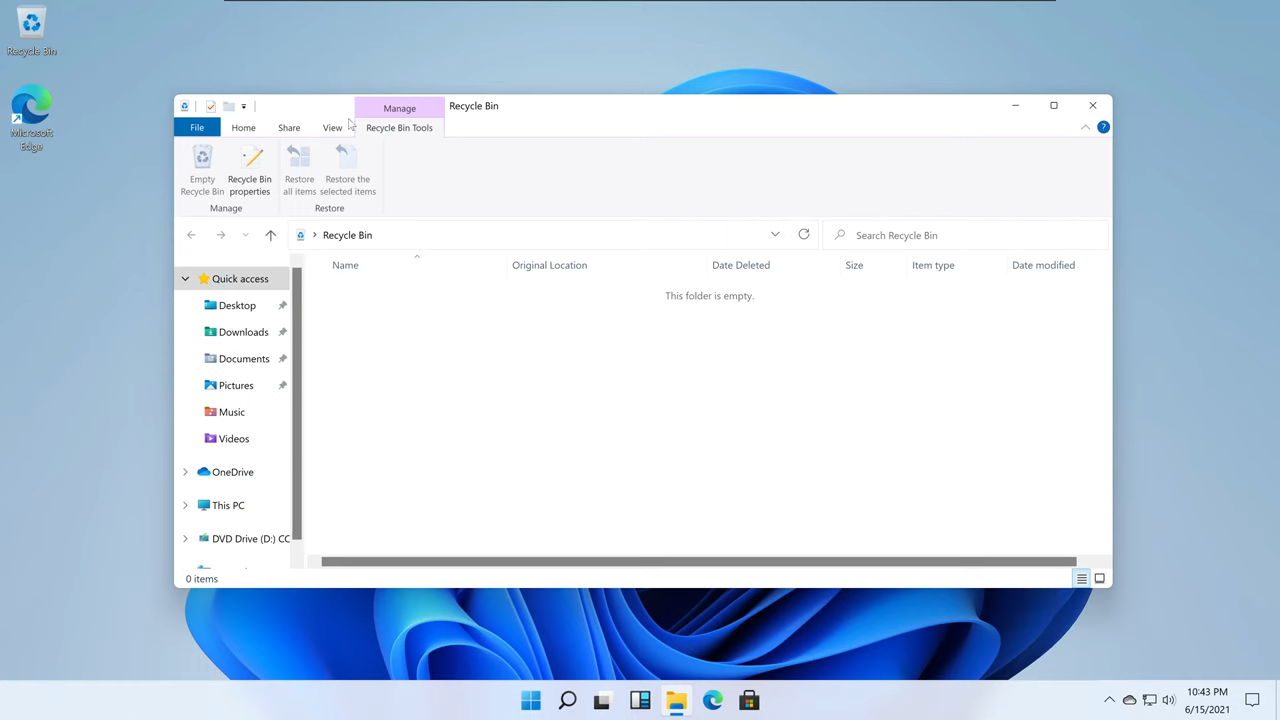 Recycle Bin
Microsoft
Edge
Manage
Recycle Bin
File
Home
Share
View
Recycle Bin Tools
Empty
Recycle Bin
Recycle Bin
properties
Restore
all items
Restore the
selected items
Manage
Restore
Recycle Bin
Search Recycle Bin
Name
Original Location
Date Deleted
Size
Item type
Date modified
This folder is empty.
Quick access
Desktop
Downloads
Documents
Pictures
Music
Videos
OneDrive
This PC
DVD Drive (D:) CC
0 items
10:43 PM
6/15/2021